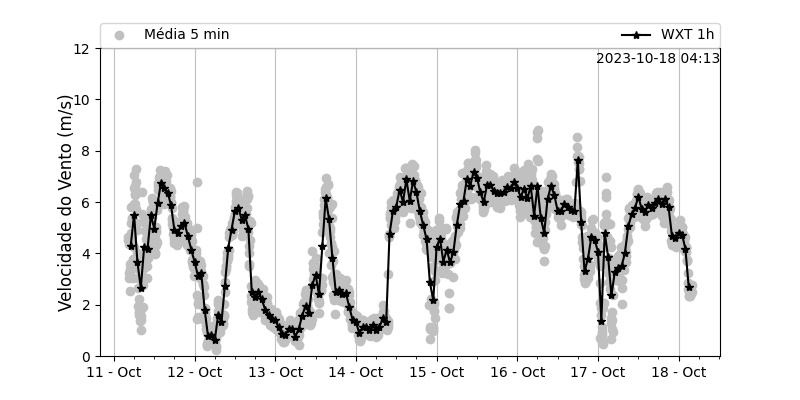 Média 5 min
WXT 1h
2023-10-18 04:13
Velocidade do Vento (m/s)
12
10
8
6
4
2
0
11 - Oct 12 - Oct 13 - Oct 14 - Oct 15 - Oct 16 - Oct 17 - Oct 18 - Oct